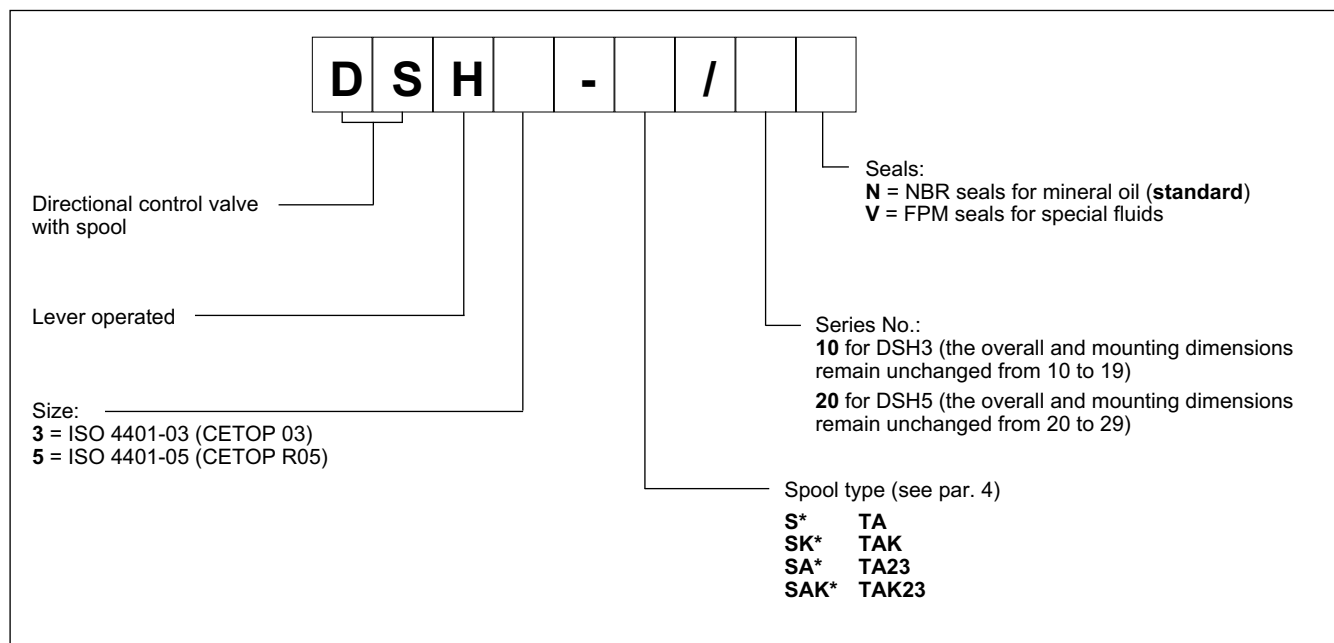 D S H - /
Directional control valve
with spool
Lever operated
Size:
3 = ISO 4401-03 (CETOP 03)
5 = ISO 4401-05 (CETOP R05)
Seals:
N = NBR seals for mineral oil (standard)
V = FPM seals for special fluids
Series No.:
10 for DSH3 (the overall and mounting dimensions
remain unchanged from 10 to 19)
20 for DSH5 (the overall and mounting dimensions
remain unchanged from 20 to 29)
Spool type (see par. 4)
S* TA
SK* TAK
SA* TA23
SAK* TAK23